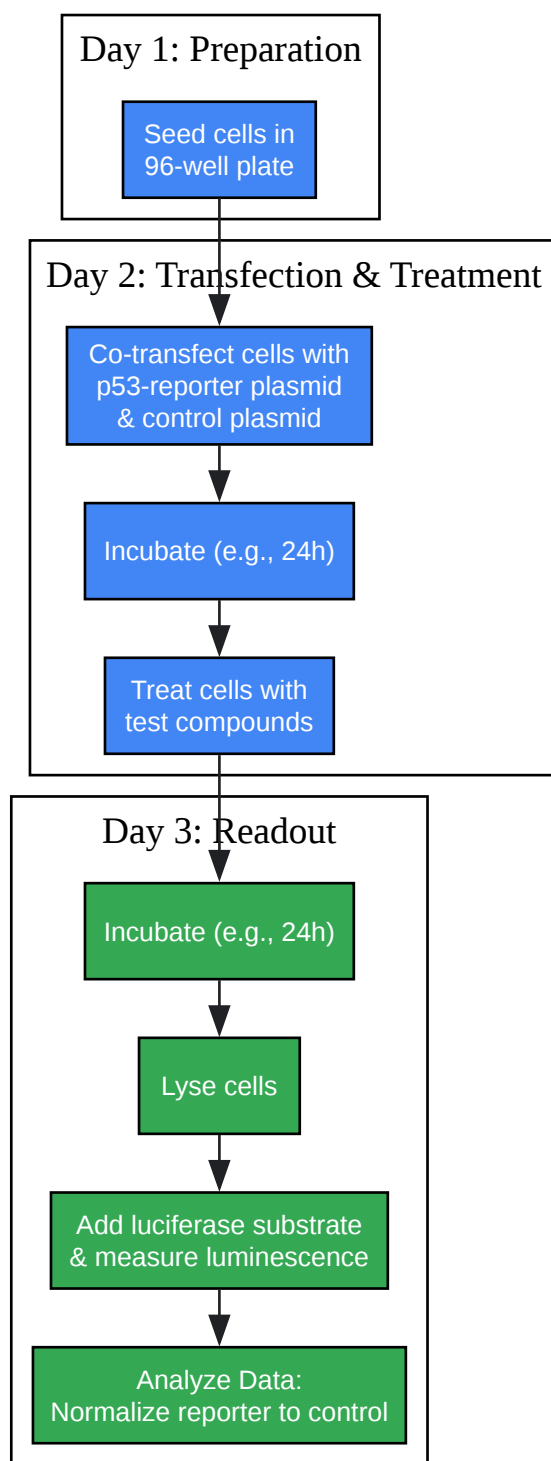 Day 1: Preparation
Seed cells in
96-well plate
Day 2: Transfection & Treatment
Co-transfect cells with
p53-reporter plasmid
& control plasmid
Incubate (e.g., 24h)
Treat cells with
test compounds
Day 3: Readout
Incubate (e.g., 24h)
Lyse cells
Add luciferase substrate
& measure luminescence
Analyze Data:
Normalize reporter to control